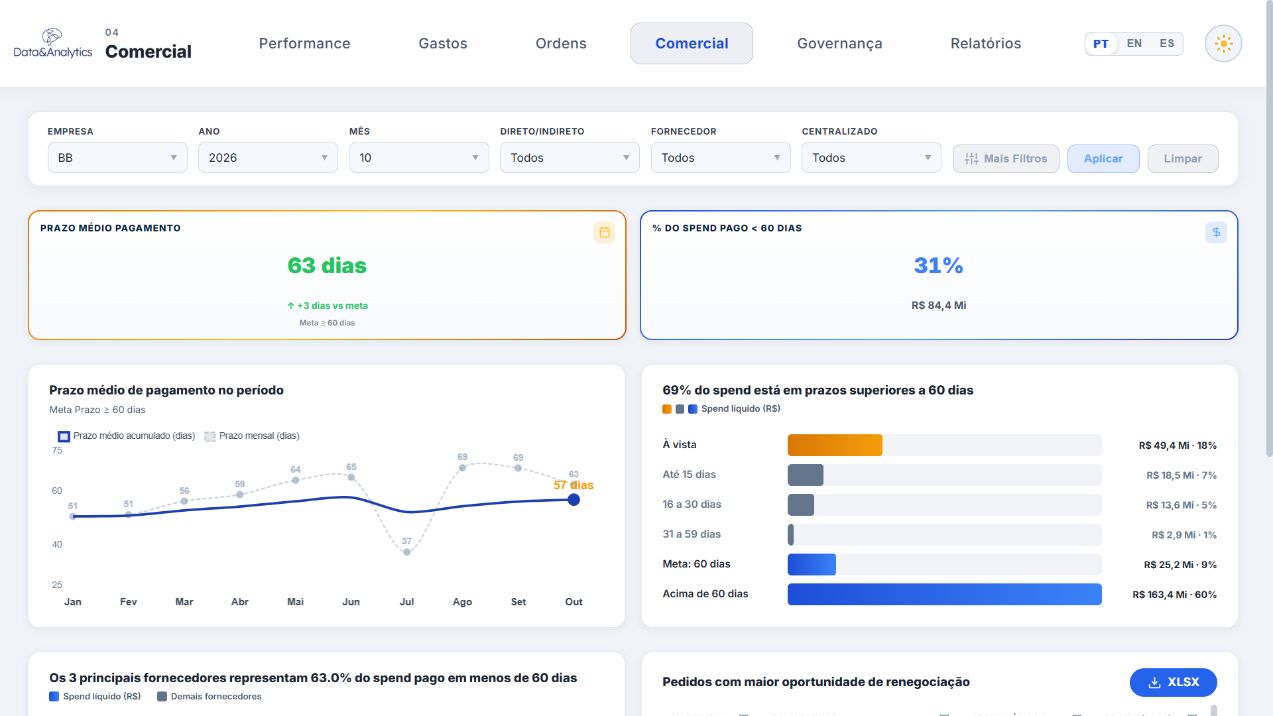 Data&Analytics
04
Comercial
Performance
Gastos
Ordens
Comercial
Governança
Relatórios
PT EN ES
EMPRESA
BB
ANO
2026
MÊS
10
DIRETO/INDIRETO
Todos
FORNECEDOR
Todos
CENTRALIZADO
Todos
Mais Filtros
Aplicar
Limpar
PRAZO MÉDIO PAGAMENTO
63 dias
↑ +3 dias vs meta
Meta ≥ 60 dias
% DO SPEND PAGO < 60 DIAS
$
31%
R$ 84,4 Mi
Prazo médio de pagamento no período
Meta Prazo ≥ 60 dias
Prazo médio acumulado (dias) Prazo mensal (dias)
75
60
40
25
51 51 56 59 64 65 37 69 69 63
57 dias
Jan Fev Mar Abr Mai Jun Jul Ago Set Out
69% do spend está em prazos superiores a 60 dias
Spend líquido (R$)
À vista R$ 49,4 Mi · 18%
Até 15 dias R$ 18,5 Mi · 7%
16 a 30 dias R$ 13,6 Mi · 5%
31 a 59 dias R$ 2,9 Mi · 1%
Meta: 60 dias R$ 25,2 Mi · 9%
Acima de 60 dias R$ 163,4 Mi · 60%
Os 3 principais fornecedores representam 63.0% do spend pago em menos de 60 dias
Spend líquido (R$) Demais fornecedores
Pedidos com maior oportunidade de renegociação
XLSX